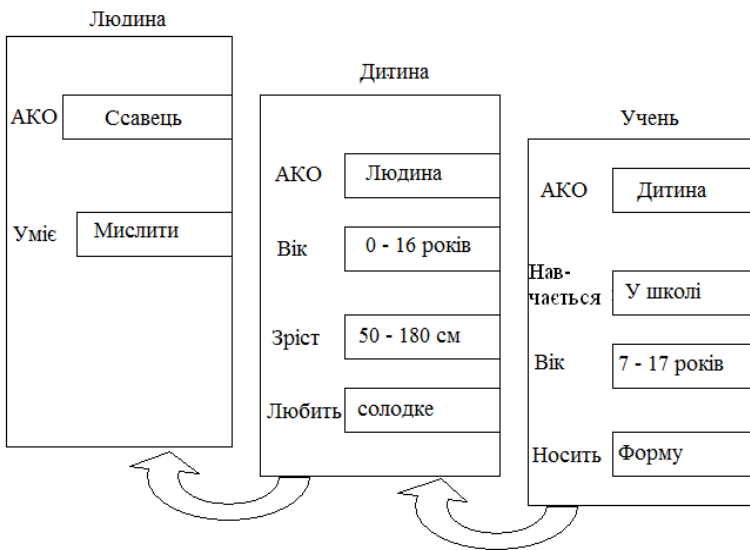 Людина
АКО Ссавець
Уміє Мислити
Дитина
АКО Людина
Вік 0 - 16 років
Зріст 50 - 180 см
Любить солодке
Учень
АКО Дитина
Нав-
чається У школі
Вік 7 - 17 років
Носить Форму